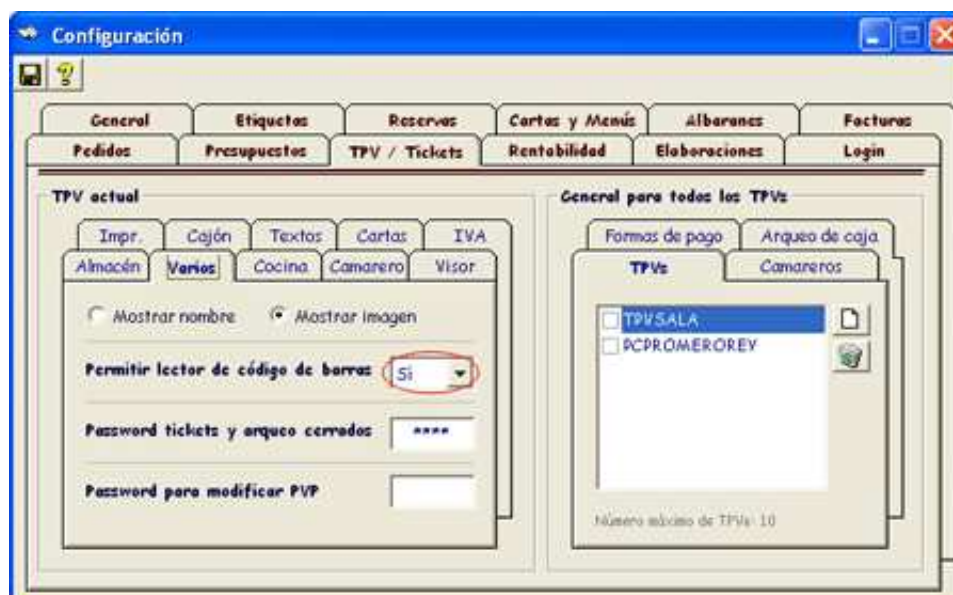 Configuración
General Etiquetas Reservas Cartas y Menús Albaranes Facturas
Pedidos Presupuestos TPV / Tickets Rentabilidad Elaboraciones Login
TPV actual
Impr. Cajón Textos Cartas IVA
Almacén Varios Cocina Camarero Visor
Mostrar nombre Mostrar imagen
Permitir lector de código de barras Si
Password tickets y arqueo cerrados ****
Password para modificar PVP
General para todos los TPVs
Formas de pago Arqueo de caja
TPVs Camareros
TPVSALA
PCPROMEROREY
Número máximo de TPVs: 10